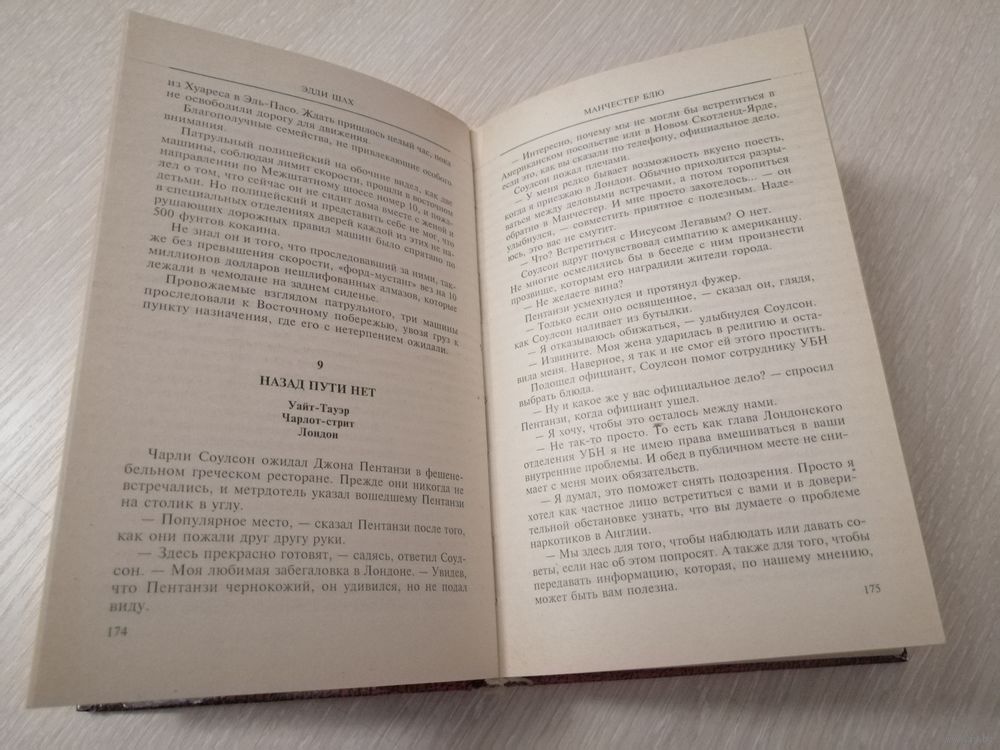 ЭДДИ ШАХ
из Хуареса в Эль-Пасо. Ждать пришлось целый час, пока
не освободили дорогу для движения.
Благополучные семейства, не привлекающие особого
внимания.
Патрульный полицейский на обочине видел, как две
машины, соблюдая лимит скорости, прошли в восточном
направлении по Межштатному шоссе номер 10, и пожа-
лел о том, что сейчас он не сидит дома вместе с женой и
детьми. Но полицейский и представить себе не мог, что
в специальных отделениях дверей каждой из этих не на-
рушающих дорожных правил машин было спрятано по
500 фунтов кокаина.
Не знал он и того, что проследовавший за ними, так-
же без превышения скорости, «форд-мустанг» вез на 10
миллионов долларов нешлифованных алмазов, которые
лежали в чемодане на заднем сиденье.
Провожаемые взглядом патрульного, три машины
проследовали к Восточному побережью, увозя груз к
пункту назначения, где его с нетерпением ожидали.
9
НАЗАД ПУТИ НЕТ
Уайт-Тауэр
Чарлот-стрит
Лондон
Чарли Соулсон ожидал Джона Пентанзи в фешене-
бельном греческом ресторане. Прежде они никогда не
встречались, и метрдотель указал вошедшему Пентанзи
на столик в углу.
— Популярное место, — сказал Пентанзи после того,
как они пожали друг другу руки.
— Здесь прекрасно готовят, — садясь, ответил Соул-
сон. — Моя любимая забегаловка в Лондоне. — Увидев,
что Пентанзи чернокожий, он удивился, но не подал
виду.
174
МАНЧЕСТЕР БЛЮ
— Интересно, почему мы не могли бы встретиться в
Американском посольстве или в Новом Скотленд-Ярде,
если это, как вы сказали по телефону, официальное дело.
Соулсон пожал плечами.
— У меня редко бывает возможность вкусно поесть,
когда я приезжаю в Лондон. Обычно приходится разры-
ваться между деловыми встречами, а потом торопиться
обратно в Манчестер. И мне просто захотелось... — он
улыбнулся, — совместить приятное с полезным. Наде-
юсь, это вас не смутит.
— Что? Встретиться с Иисусом Легавым? О нет.
Соулсон вдруг почувствовал симпатию к американцу.
Не многие осмелились бы в беседе с ним произнести
прозвище, которым его наградили жители города.
— Не желаете вина?
Пентанзи усмехнулся и протянул фужер.
— Только если оно освященное, — сказал он, глядя,
как Соулсон наливает из бутылки.
— Я отказываюсь обижаться, — улыбнулся Соулсон.
— Извините. Моя жена ударилась в религию и оста-
вила меня. Наверное, я так и не смог ей этого простить.
Подошел официант, Соулсон помог сотруднику УБН
выбрать блюда.
— Ну и какое же у вас официальное дело? — спросил
Пентанзи, когда официант ушел.
— Я хочу, чтобы это осталось между нами.
— Не так-то просто. То есть как глава Лондонского
отделения УБН я не имею права вмешиваться в ваши
внутренние проблемы. И обед в публичном месте не сни-
мает с меня моих обязательств.
— Я думал, это поможет снять подозрения. Просто я
хотел как частное лицо встретиться с вами и в довери-
тельной обстановке узнать, что вы думаете о проблеме
наркотиков в Англии.
— Мы здесь для того, чтобы наблюдать или давать со-
веты, если нас об этом попросят. А также для того, чтобы
передавать информацию, которая, по нашему мнению,
может быть вам полезна.
175